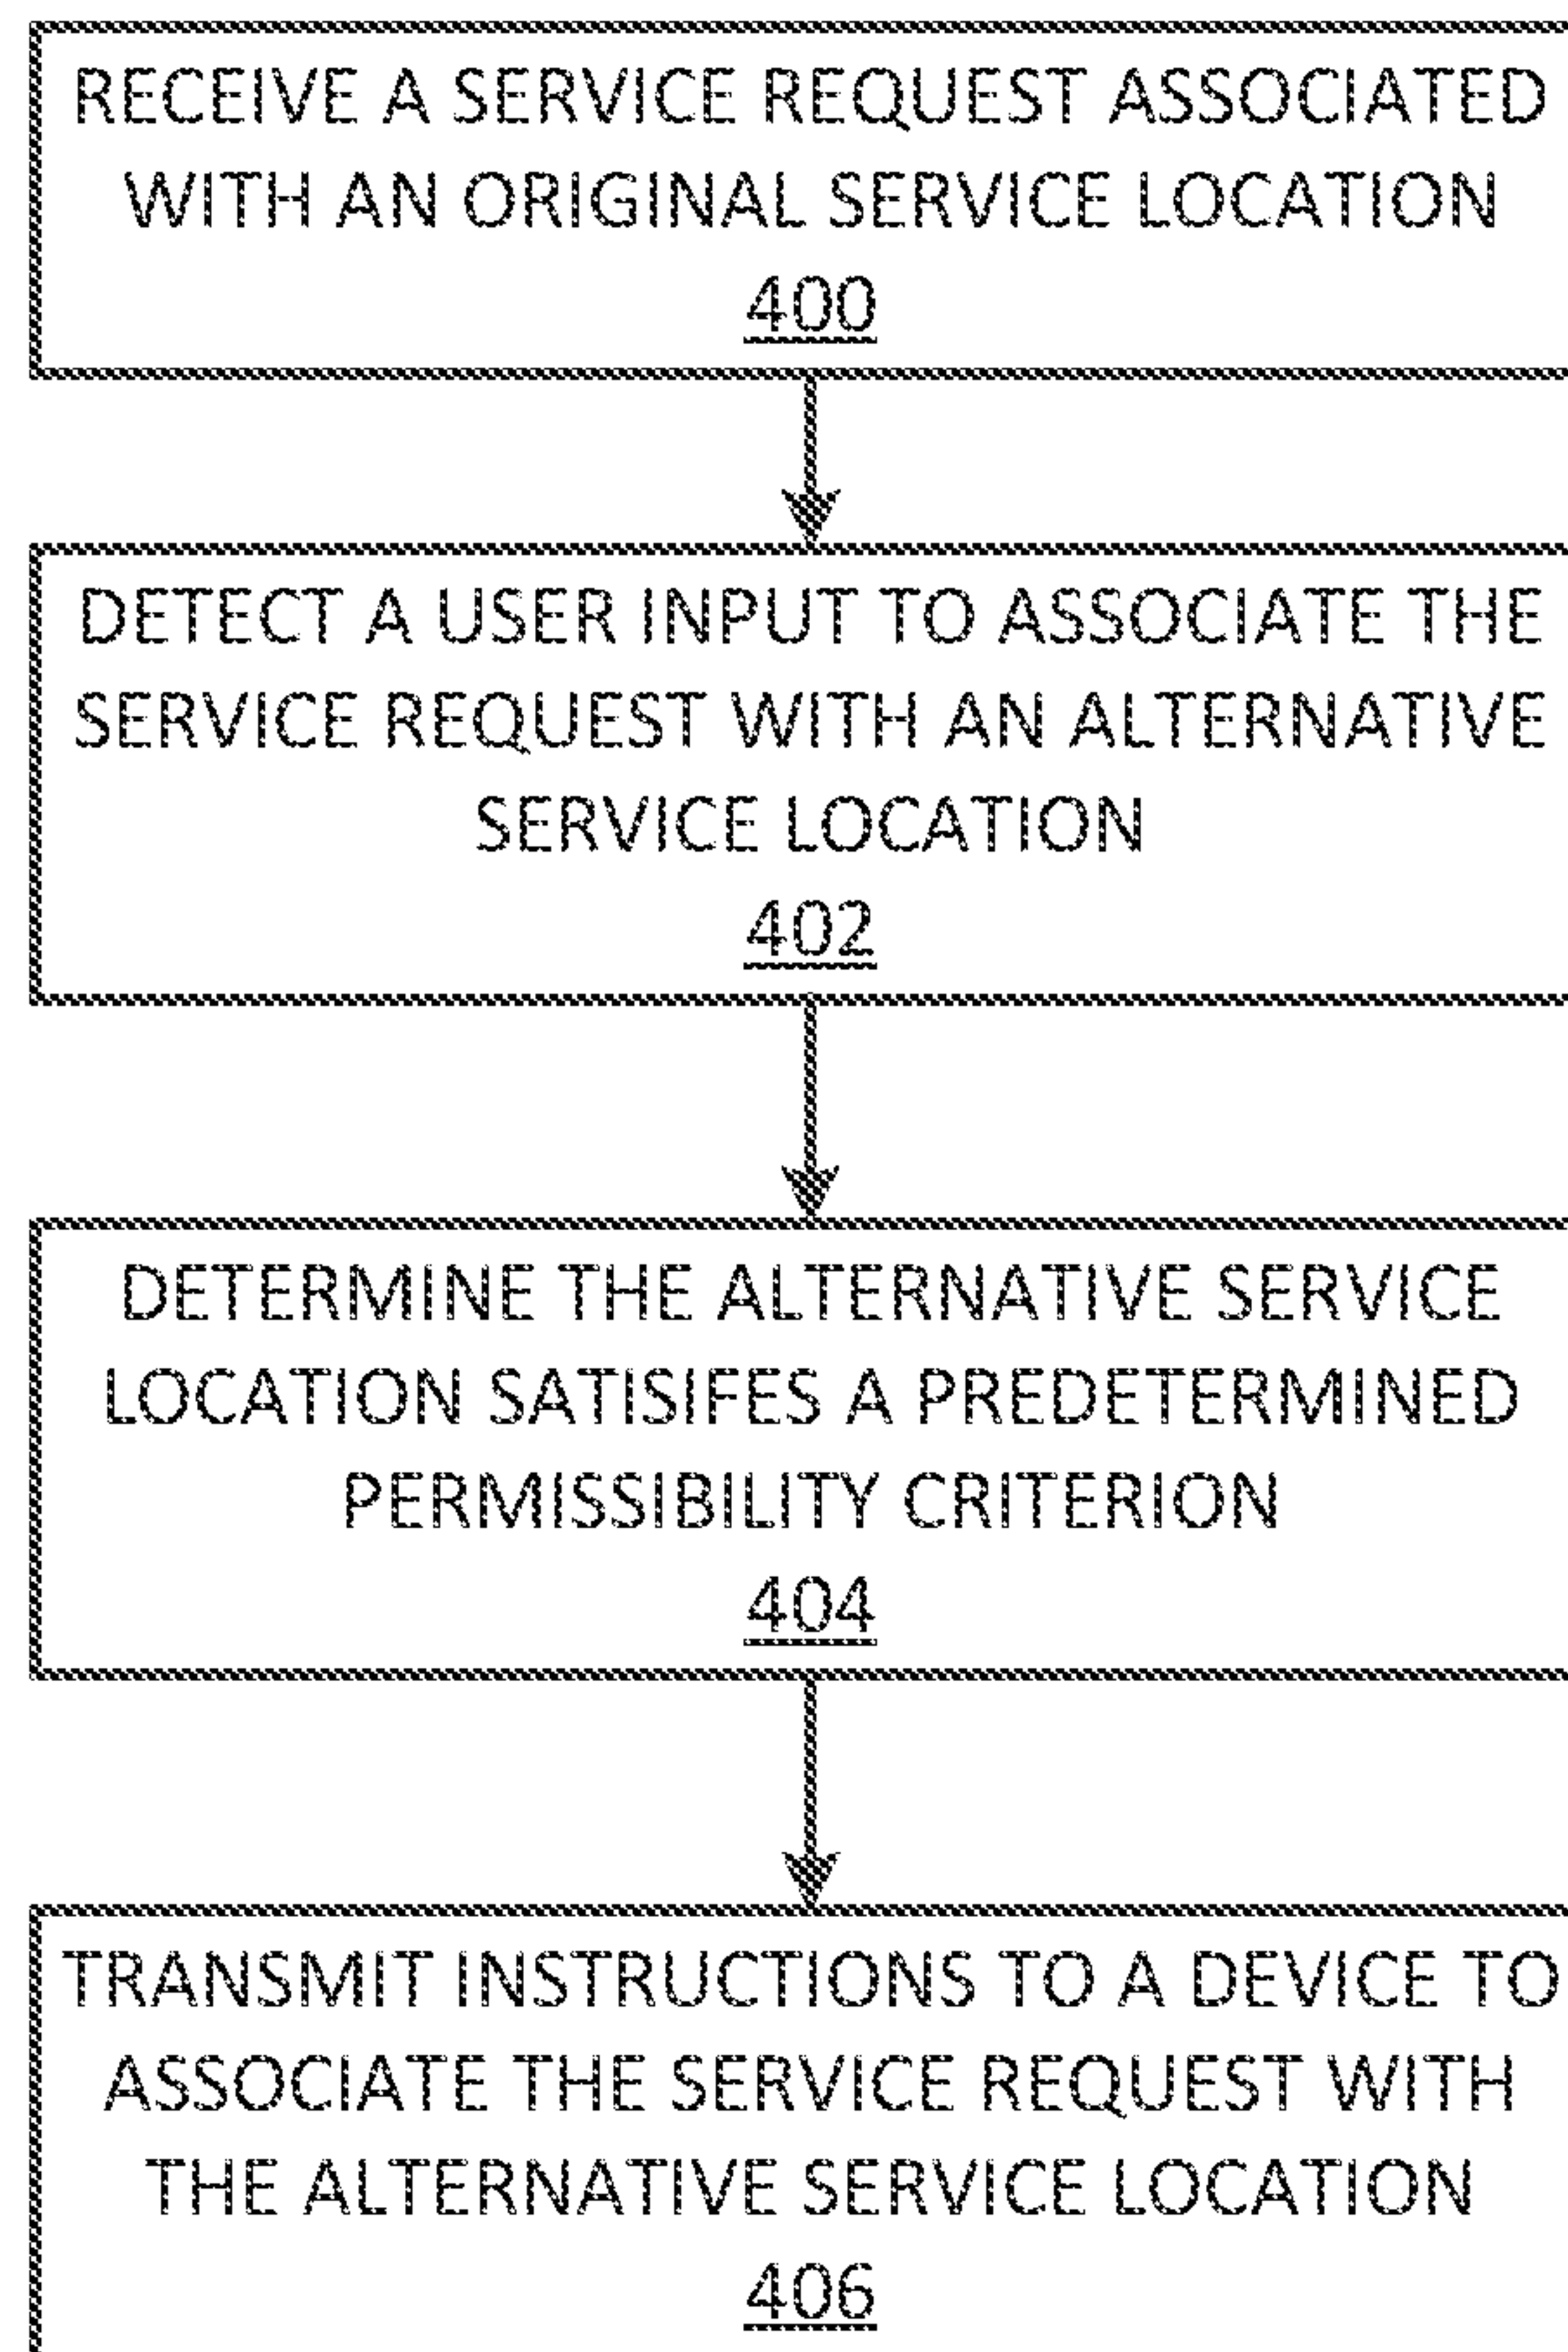 RECEIVE A SERVICE REQUEST ASSOCIATED
WITH AN ORIGINAL SERVICE LOCATION
400
DETECT A USER INPUT TO ASSOCIATE THE
SERVICE REQUEST WITH AN ALTERNATIVE
SERVICE LOCATION
402
DETERMINE THE ALTERNATIVE SERVICE
LOCATION SATISIFES A PREDETERMINED
PERMISSIBILITY CRITERION
404
TRANSMIT INSTRUCTIONS TO A DEVICE TO
ASSOCIATE THE SERVICE REQUEST WITH
THE ALTERNATIVE SERVICE LOCATION
406